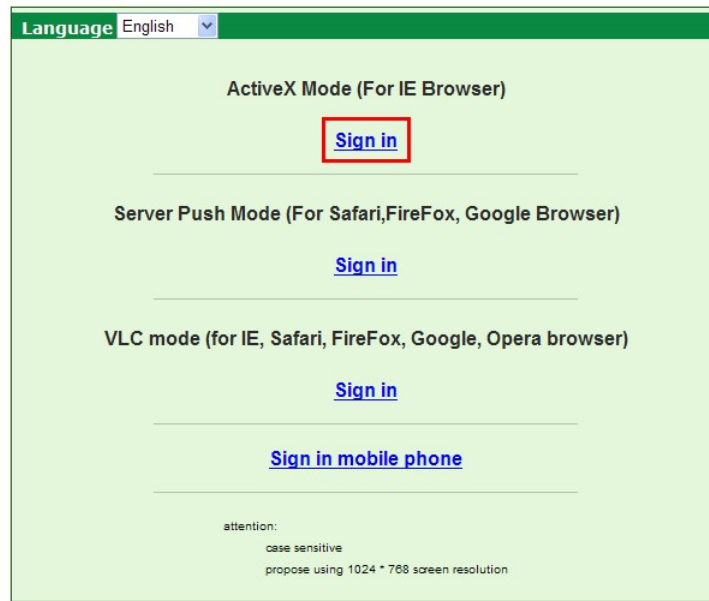 Language English
ActiveX Mode (For IE Browser)
Sign in
Server Push Mode (For Safari,FireFox, Google Browser)
Sign in
VLC mode (for IE, Safari, FireFox, Google, Opera browser)
Sign in
Sign in mobile phone
attention:
case sensitive
propose using 1024 * 768 screen resolution